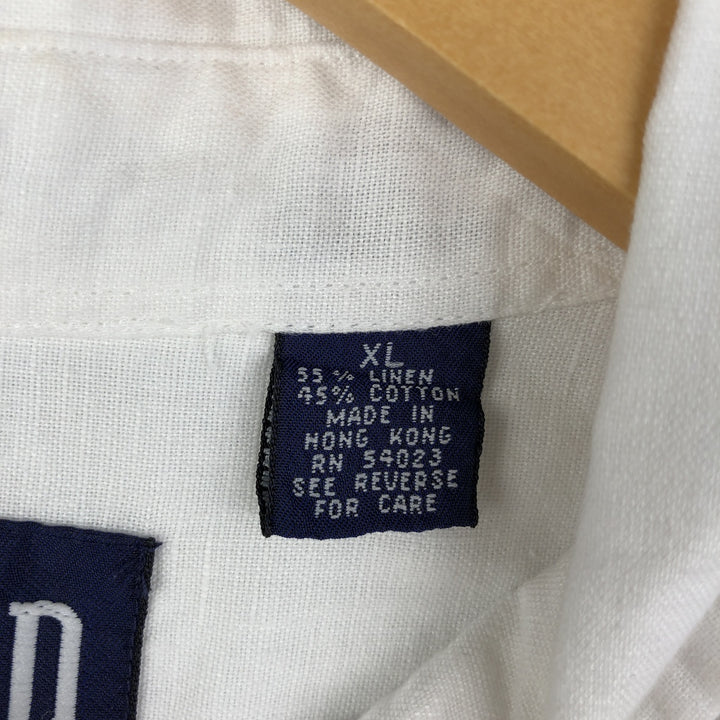 XL
55% LINEN
45% COTTON
MADE IN
HONG KONG
RN 54023
SEE REVERSE
FOR CARE